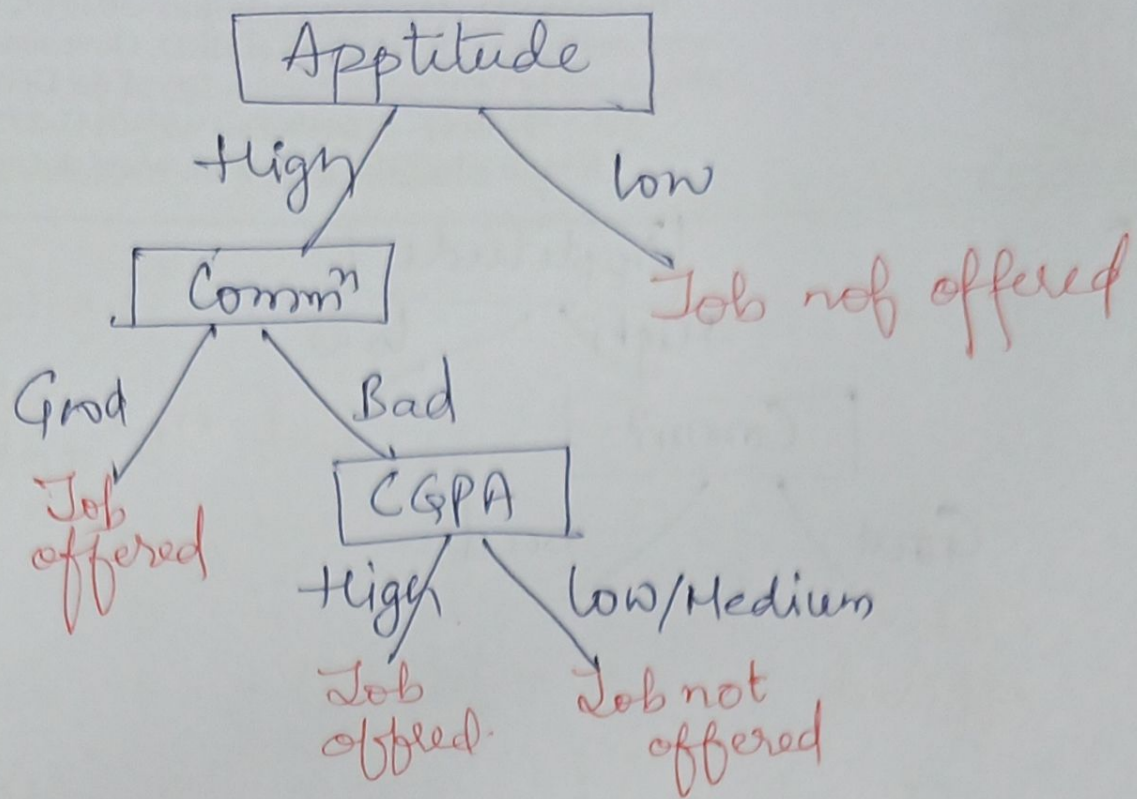 Apptitude
High
low
Commⁿ
Job not offered
Good
Bad
Job
offered
CGPA
High
low/Medium
Job
offred.
Job not
offered